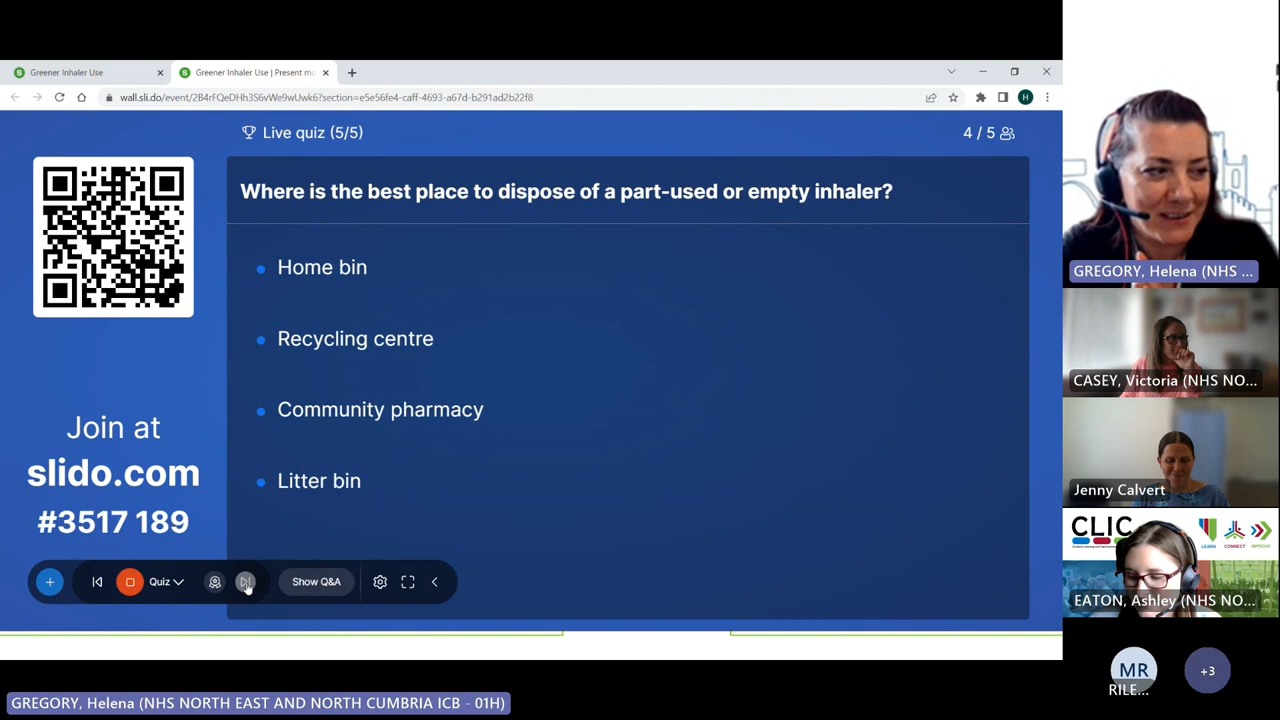 Greener Inhaler Use
Greener Inhaler Use | Present mo
wall.sli.do/event/2B4rFQeDHh3S6vWe9wUwk6?section=e5e56fe4-caff-4693-a67d-b291ad2b22f8
H
Live quiz (5/5)
4 / 5
Where is the best place to dispose of a part-used or empty inhaler?
Home bin
Recycling centre
Community pharmacy
Litter bin
Join at
slido.com
#3517 189
Quiz
Show Q&A
GREGORY, Helena (NHS ...
CASEY, Victoria (NHS NO...
Jenny Calvert
CLIC
LEARN
CONNECT
IMPROVE
EATON, Ashley (NHS NO...
MR
RILE...
+3
GREGORY, Helena (NHS NORTH EAST AND NORTH CUMBRIA ICB - 01H)